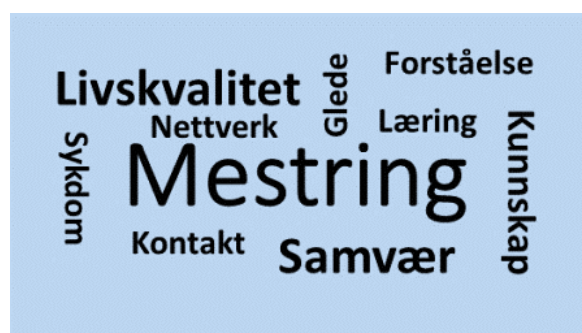 Livskvalitet
Glede
Forståelse
Nettverk
Læring
Sykdom
Mestring
Kunnskap
Kontakt
Samvær